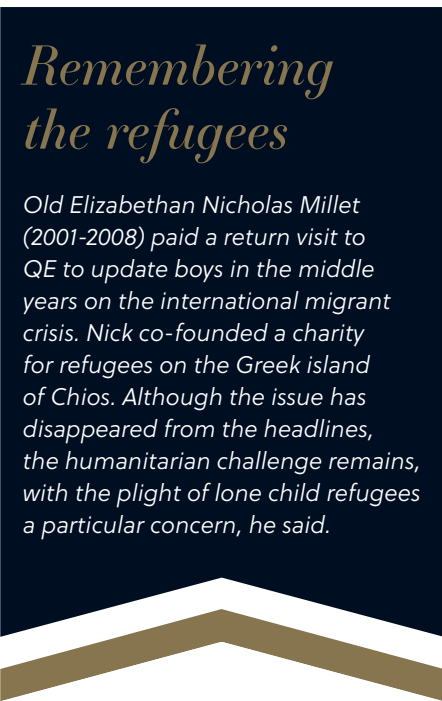 Remembering
the refugees
Old Elizabethan Nicholas Millet
(2001-2008) paid a return visit to
QE to update boys in the middle
years on the international migrant
crisis. Nick co-founded a charity
for refugees on the Greek island
of Chios. Although the issue has
disappeared from the headlines,
the humanitarian challenge remains,
with the plight of lone child refugees
a particular concern, he said.